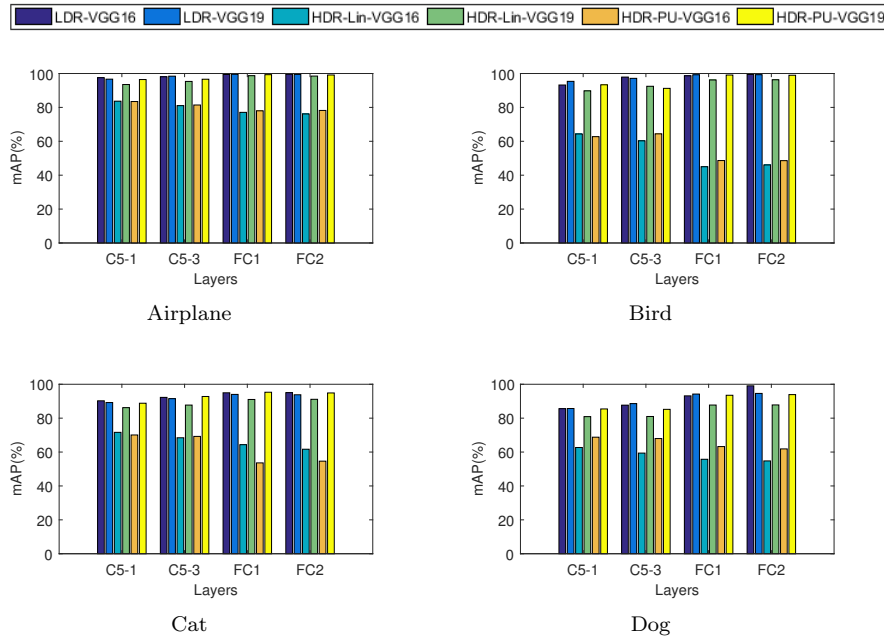 LDR-VGG16 LDR-VGG19 HDR-Lin-VGG16 HDR-Lin-VGG19 HDR-PU-VGG16 HDR-PU-VGG19
100
80
60
40
20
0
mAP(%)
C5-1 C5-3 FC1 FC2
Layers
Airplane
100
80
60
40
20
0
mAP(%)
C5-1 C5-3 FC1 FC2
Layers
Bird
100
80
60
40
20
0
mAP(%)
C5-1 C5-3 FC1 FC2
Layers
Cat
100
80
60
40
20
0
mAP(%)
C5-1 C5-3 FC1 FC2
Layers
Dog